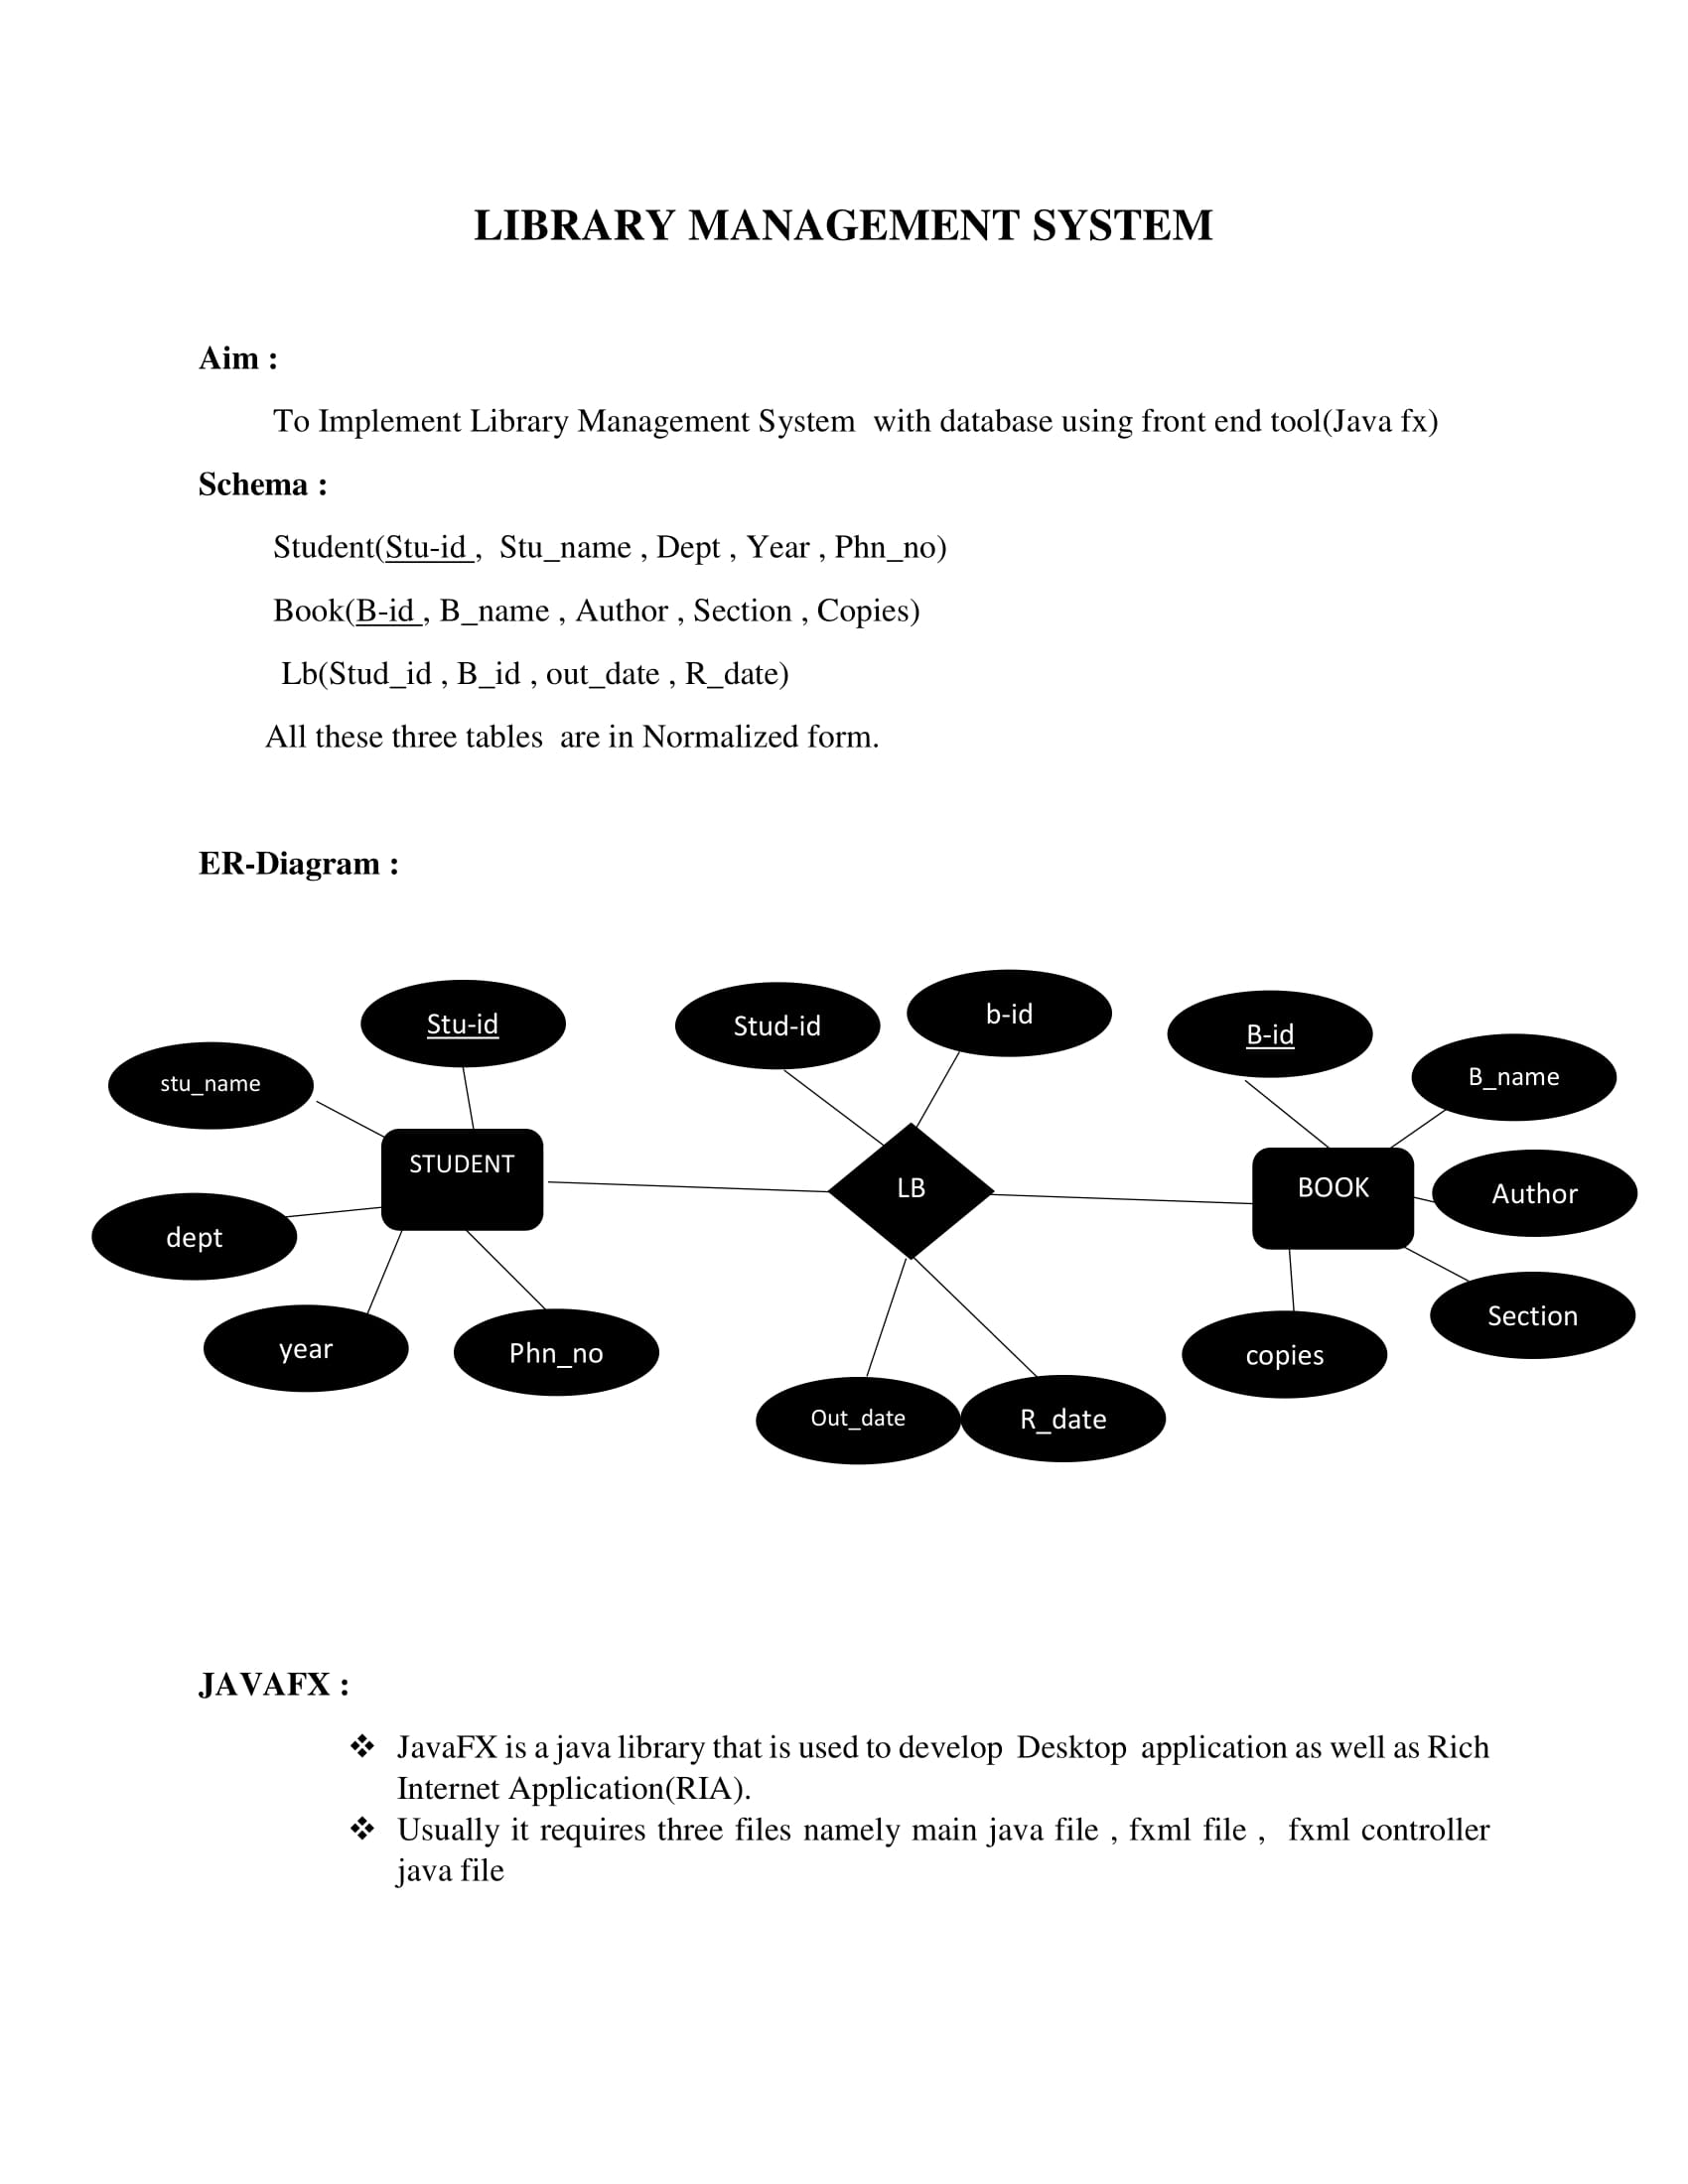 LIBRARY MANAGEMENT SYSTEM
Aim :
To Implement Library Management System  with database using front end tool(Java fx)
Schema :
Student(Stu-id ,  Stu_name , Dept , Year , Phn_no)
Book(B-id , B_name , Author , Section , Copies)
Lb(Stud_id , B_id , out_date , R_date)
All these three tables  are in Normalized form.
ER-Diagram :
Stu-id
Stud-id
b-id
B-id
stu_name
B_name
STUDENT
LB
BOOK
Author
dept
year
Phn_no
copies
Section
Out_date
R_date
JAVAFX :
❖ JavaFX is a java library that is used to develop  Desktop  application as well as Rich
Internet Application(RIA).
❖ Usually it requires three files namely main java file , fxml file ,  fxml controller
java file